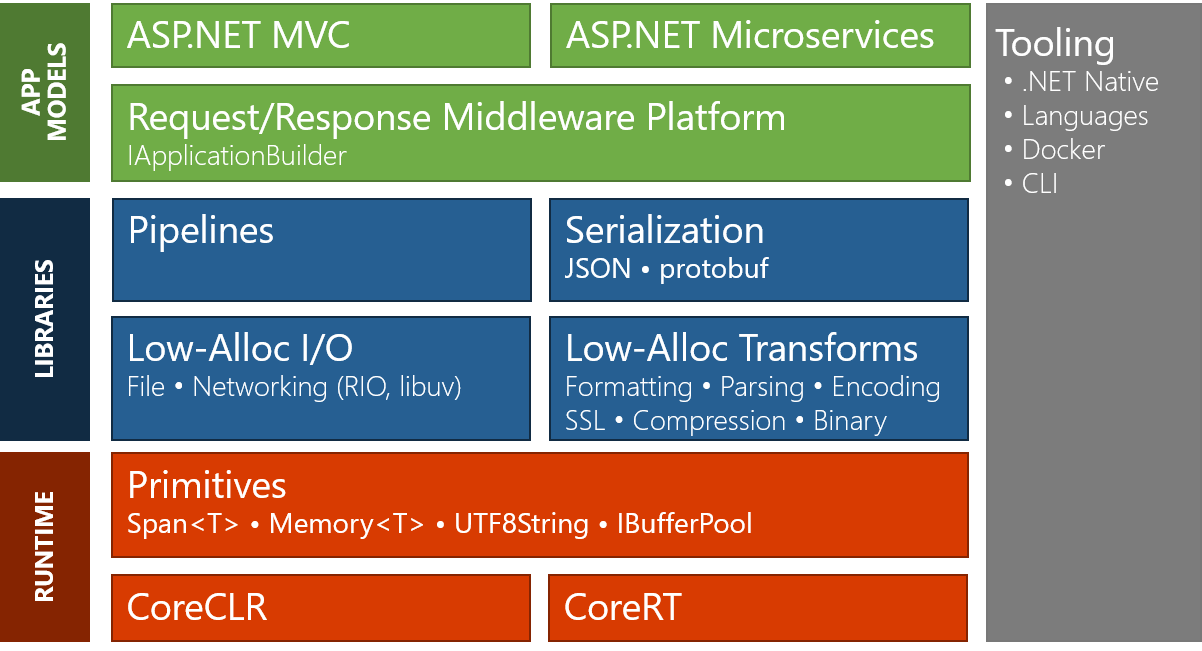 APP
MODELS
ASP.NET MVC
ASP.NET Microservices
Request/Response Middleware Platform
IApplicationBuilder
LIBRARIES
Pipelines
Serialization
JSON • protobuf
Low-Alloc I/O
File • Networking (RIO, libuv)
Low-Alloc Transforms
Formatting • Parsing • Encoding
SSL • Compression • Binary
RUNTIME
Primitives
Span<T> • Memory<T> • UTF8String • IBufferPool
CoreCLR
CoreRT
Tooling
• .NET Native
• Languages
• Docker
• CLI